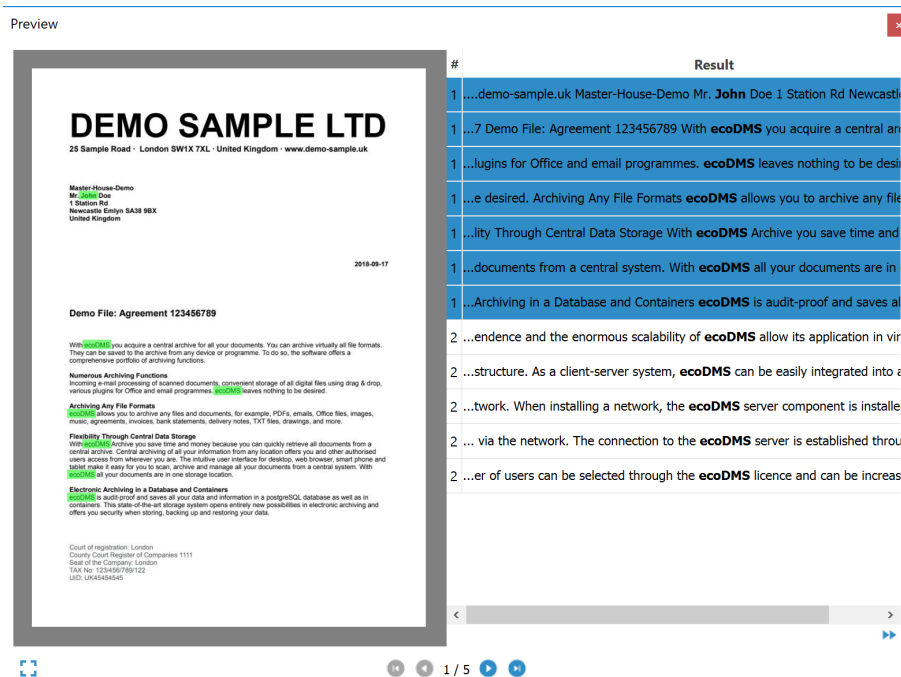 Preview
×
DEMO SAMPLE LTD
25 Sample Road · London SW1X 7XL · United Kingdom · www.demo-sample.uk
Master-House-Demo
Mr. John Doe
1 Station Rd
Newcastle Emlyn SA38 9BX
United Kingdom
2018-09-17
Demo File: Agreement 123456789
With ecoDMS you acquire a central archive for all your documents. You can archive virtually all file formats.
They can be saved to the archive from any device or programme. To do so, the software offers a
comprehensive portfolio of archiving functions.
Numerous Archiving Functions
Incoming e-mail processing of scanned documents, convenient storage of all digital files using drag & drop,
various plugins for Office and email programmes. ecoDMS leaves nothing to be desired.
Archiving Any File Formats
ecoDMS allows you to archive any files and documents, for example, PDFs, emails, Office files, images,
music, agreements, invoices, bank statements, delivery notes, TXT files, drawings, and more.
Flexibility Through Central Data Storage
With ecoDMS Archive you save time and money because you can quickly retrieve all documents from a
central archive. Central archiving of all your information from any location offers you and other authorised
users access from wherever you are. The intuitive user interface for desktop, web browser, smart phone and
tablet make it easy for you to scan, archive and manage all your documents from a central system. With
ecoDMS all your documents are in one storage location.
Electronic Archiving in a Database and Containers
ecoDMS is audit-proof and saves all your data and information in a postgreSQL database as well as in
containers. This state-of-the-art storage system opens entirely new possibilities in electronic archiving and
offers you security when storing, backing up and restoring your data.
Court of registration: London
County Court Register of Companies 1111
Seat of the Company: London
TAX No: 123/456/789/122
UID: UK45454545
# Result
1 ....demo-sample.uk Master-House-Demo Mr. John Doe 1 Station Rd Newcastle
1 ...7 Demo File: Agreement 123456789 With ecoDMS you acquire a central arc
1 ...lugins for Office and email programmes. ecoDMS leaves nothing to be desi
1 ...e desired. Archiving Any File Formats ecoDMS allows you to archive any file
1 ...lity Through Central Data Storage With ecoDMS Archive you save time and
1 ...documents from a central system. With ecoDMS all your documents are in
1 ...Archiving in a Database and Containers ecoDMS is audit-proof and saves al
2 ...endence and the enormous scalability of ecoDMS allow its application in vir
2 ...structure. As a client-server system, ecoDMS can be easily integrated into a
2 ...twork. When installing a network, the ecoDMS server component is installe
2 ... via the network. The connection to the ecoDMS server is established throu
2 ...er of users can be selected through the ecoDMS licence and can be increas
1 / 5